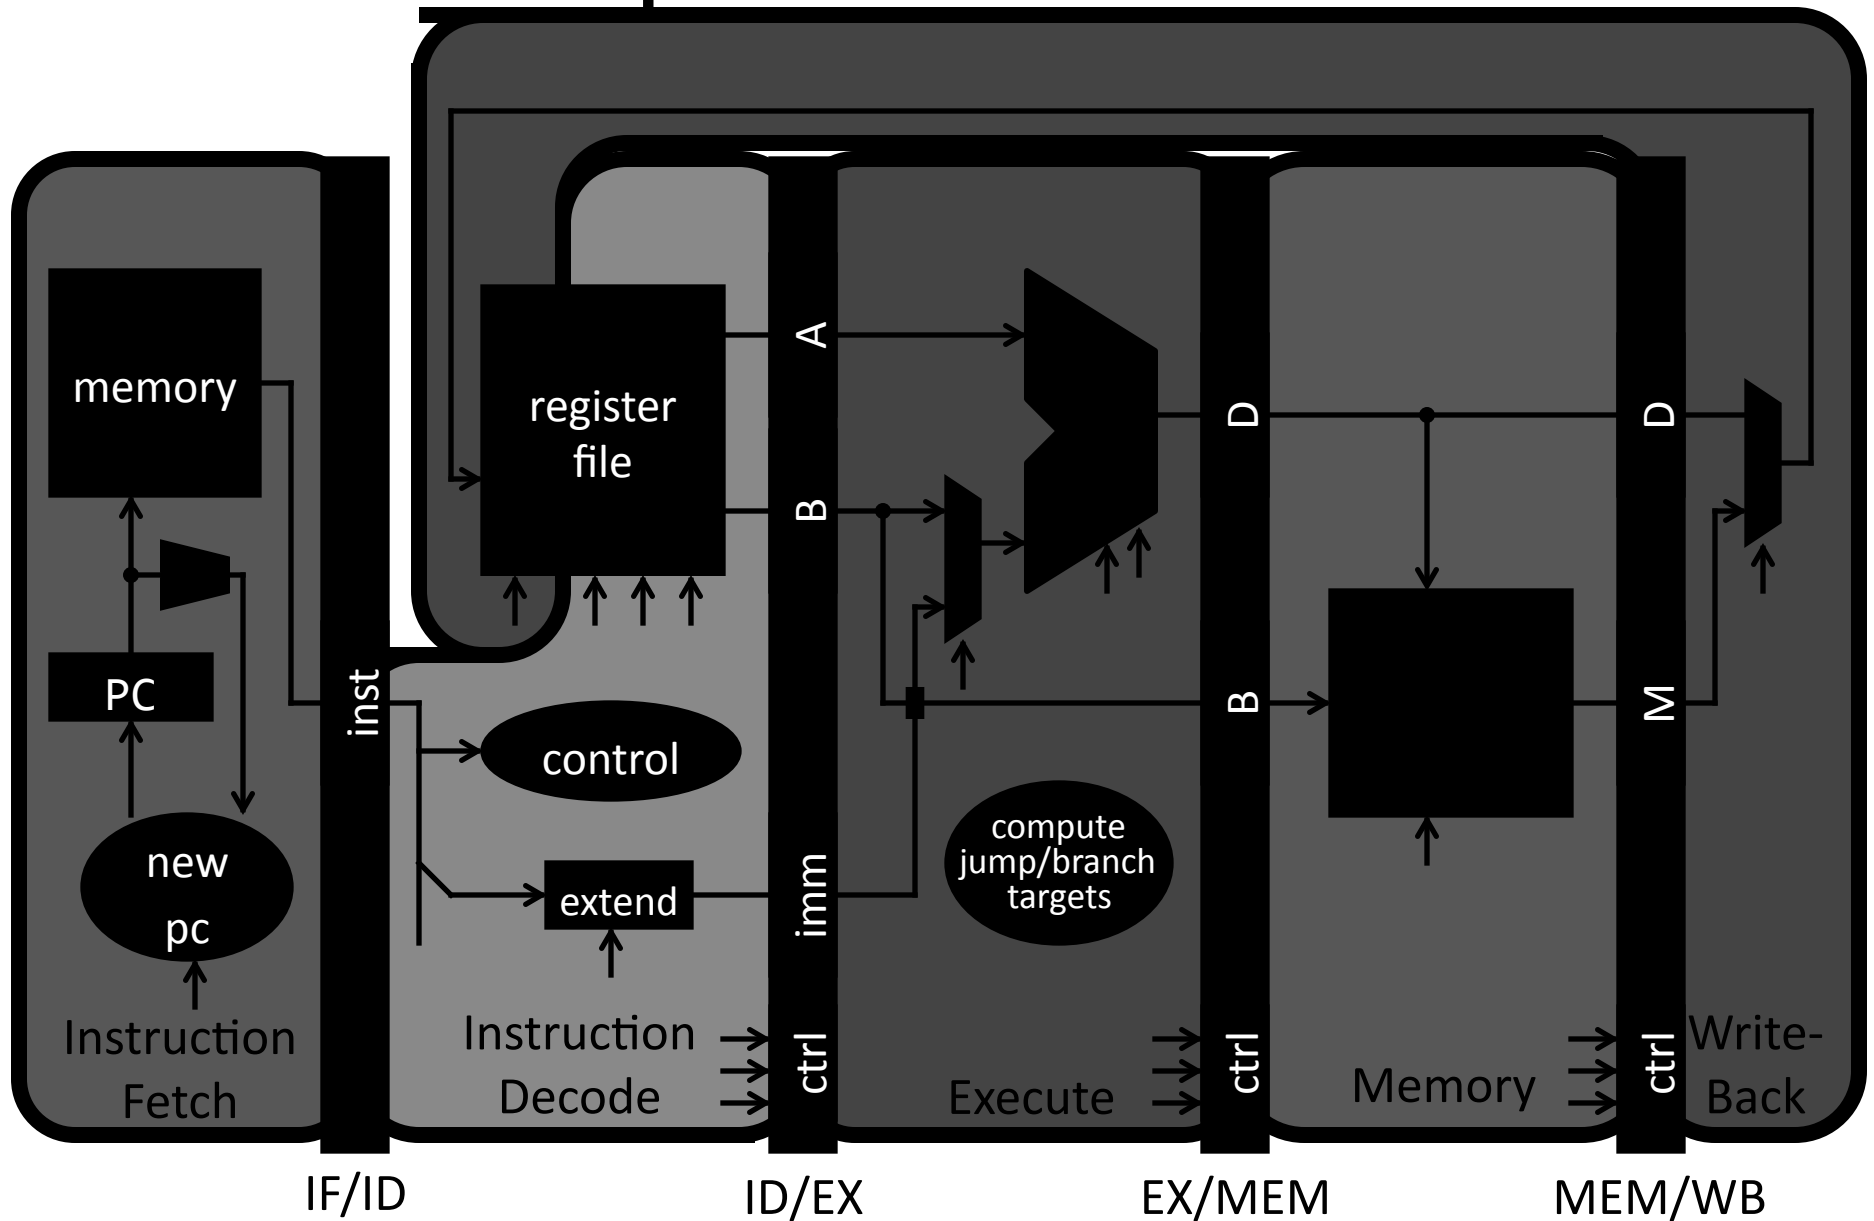 memory
PC
new
pc
Instruction
Fetch
inst
register
file
control
extend
Instruction
Decode
A
B
imm
ctrl
compute
jump/branch
targets
Execute
D
B
ctrl
Memory
D
M
ctrl
Write-
Back
IF/ID
ID/EX
EX/MEM
MEM/WB